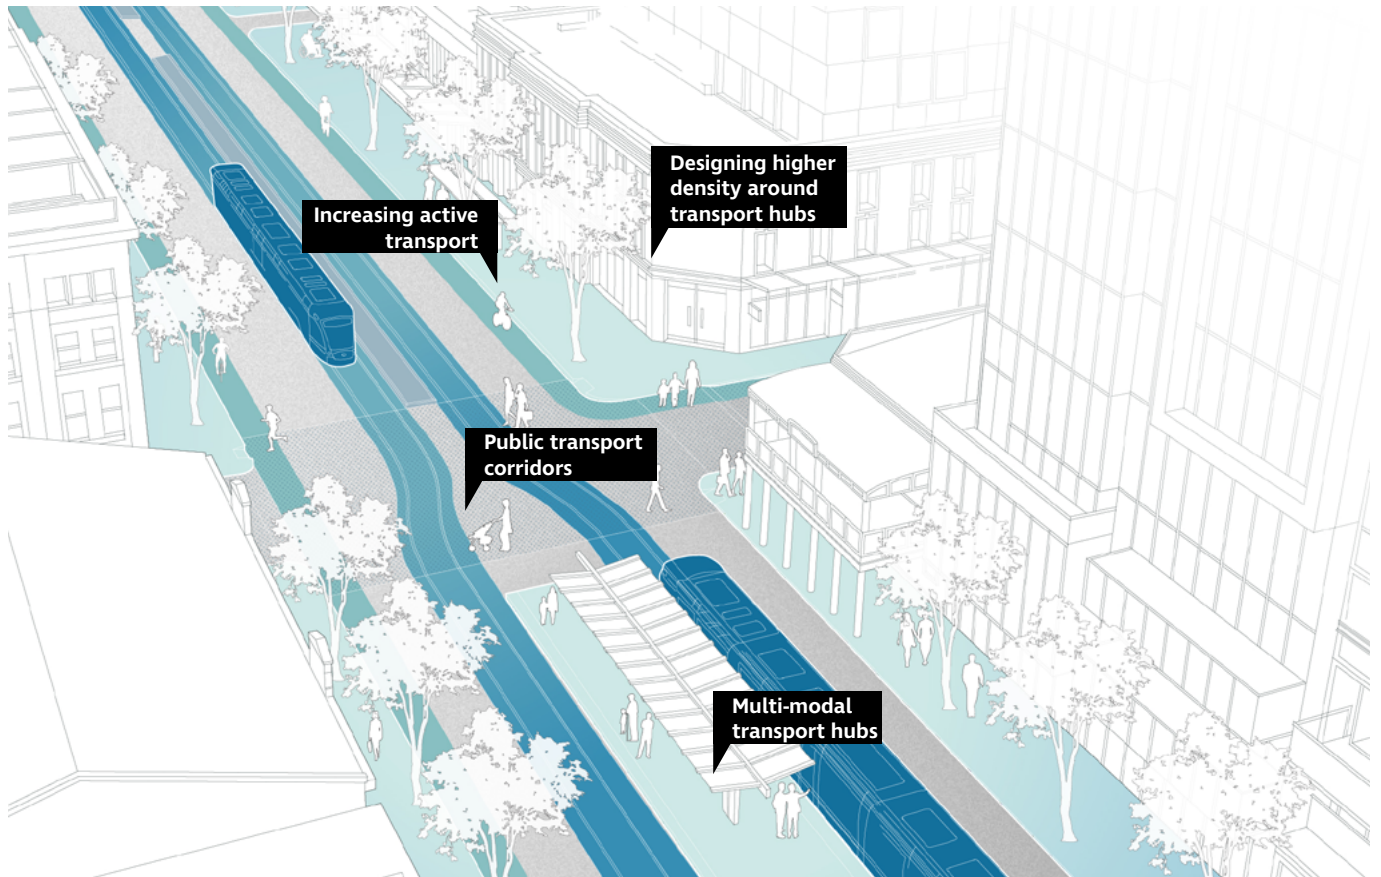 Designing higher
density around
transport hubs
Increasing active
transport
Public transport
corridors
Multi-modal
transport hubs